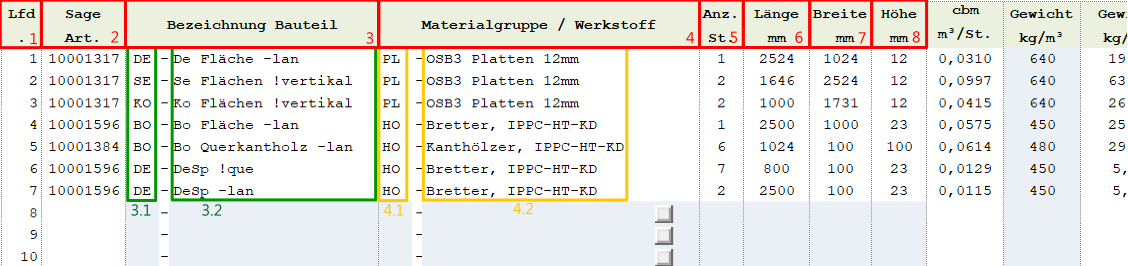 Lfd . 1 Sage Art. 2 Bezeichnung Bauteil 3 Materialgruppe / Werkstoff 4 Anz. St. 5 Länge mm 6 Breite mm 7 Höhe mm 8 cbm m³/St. Gewicht kg/m³ Gew kg/
1 10001317 DE - De Fläche -lan PL - OSB3 Platten 12mm 1 2524 1024 12 0,0310 640 19
2 10001317 SE - Se Flächen !vertikal PL - OSB3 Platten 12mm 2 1646 2524 12 0,0997 640 63
3 10001317 KO - Ko Flächen !vertikal PL - OSB3 Platten 12mm 2 1000 1731 12 0,0415 640 26
4 10001596 BO - Bo Fläche -lan HO - Bretter, IPPC-HT-KD 1 2500 1000 23 0,0575 450 25
5 10001384 BO - Bo Querkantholz -lan HO - Kanthölzer, IPPC-HT-KD 6 1024 100 100 0,0614 480 29
6 10001596 DE - DeSp !que HO - Bretter, IPPC-HT-KD 7 800 100 23 0,0129 450 5,
7 10001596 DE - DeSp -lan HO - Bretter, IPPC-HT-KD 2 2500 100 23 0,0115 450 5,
8 3.1 - 3.2 4.1 - 4.2
9 - -
10 - -